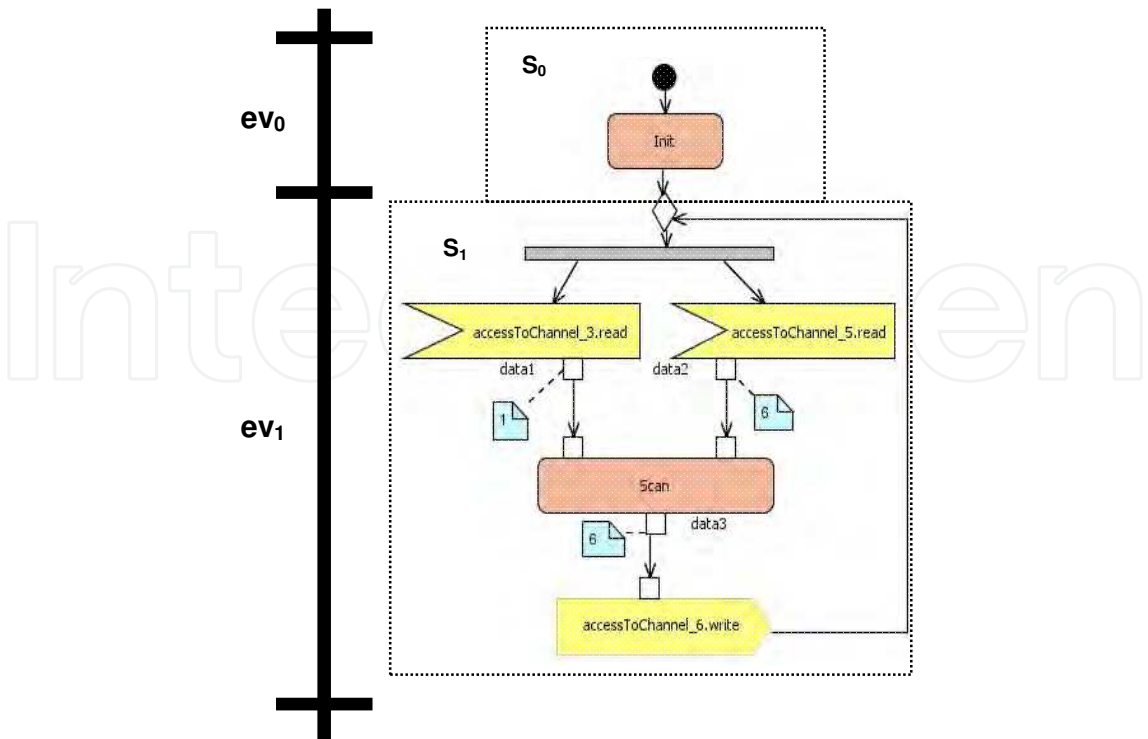 S₀
ev₀
Init
S₁
accessToChannel_3.read
accessToChannel_5.read
data1
data2
1
6
ev₁
Scan
data3
6
accessToChannel_6.write